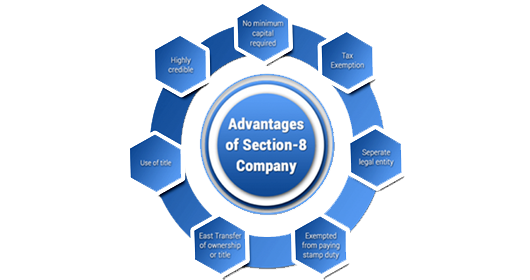 Advantages
of Section-8
Company
No minimum
capital
required
Tax
Exemption
Seperate
legal entity
Exempted
from paying
stamp duty
East Transfer
of ownership
or title
Use of title
Highly
credible